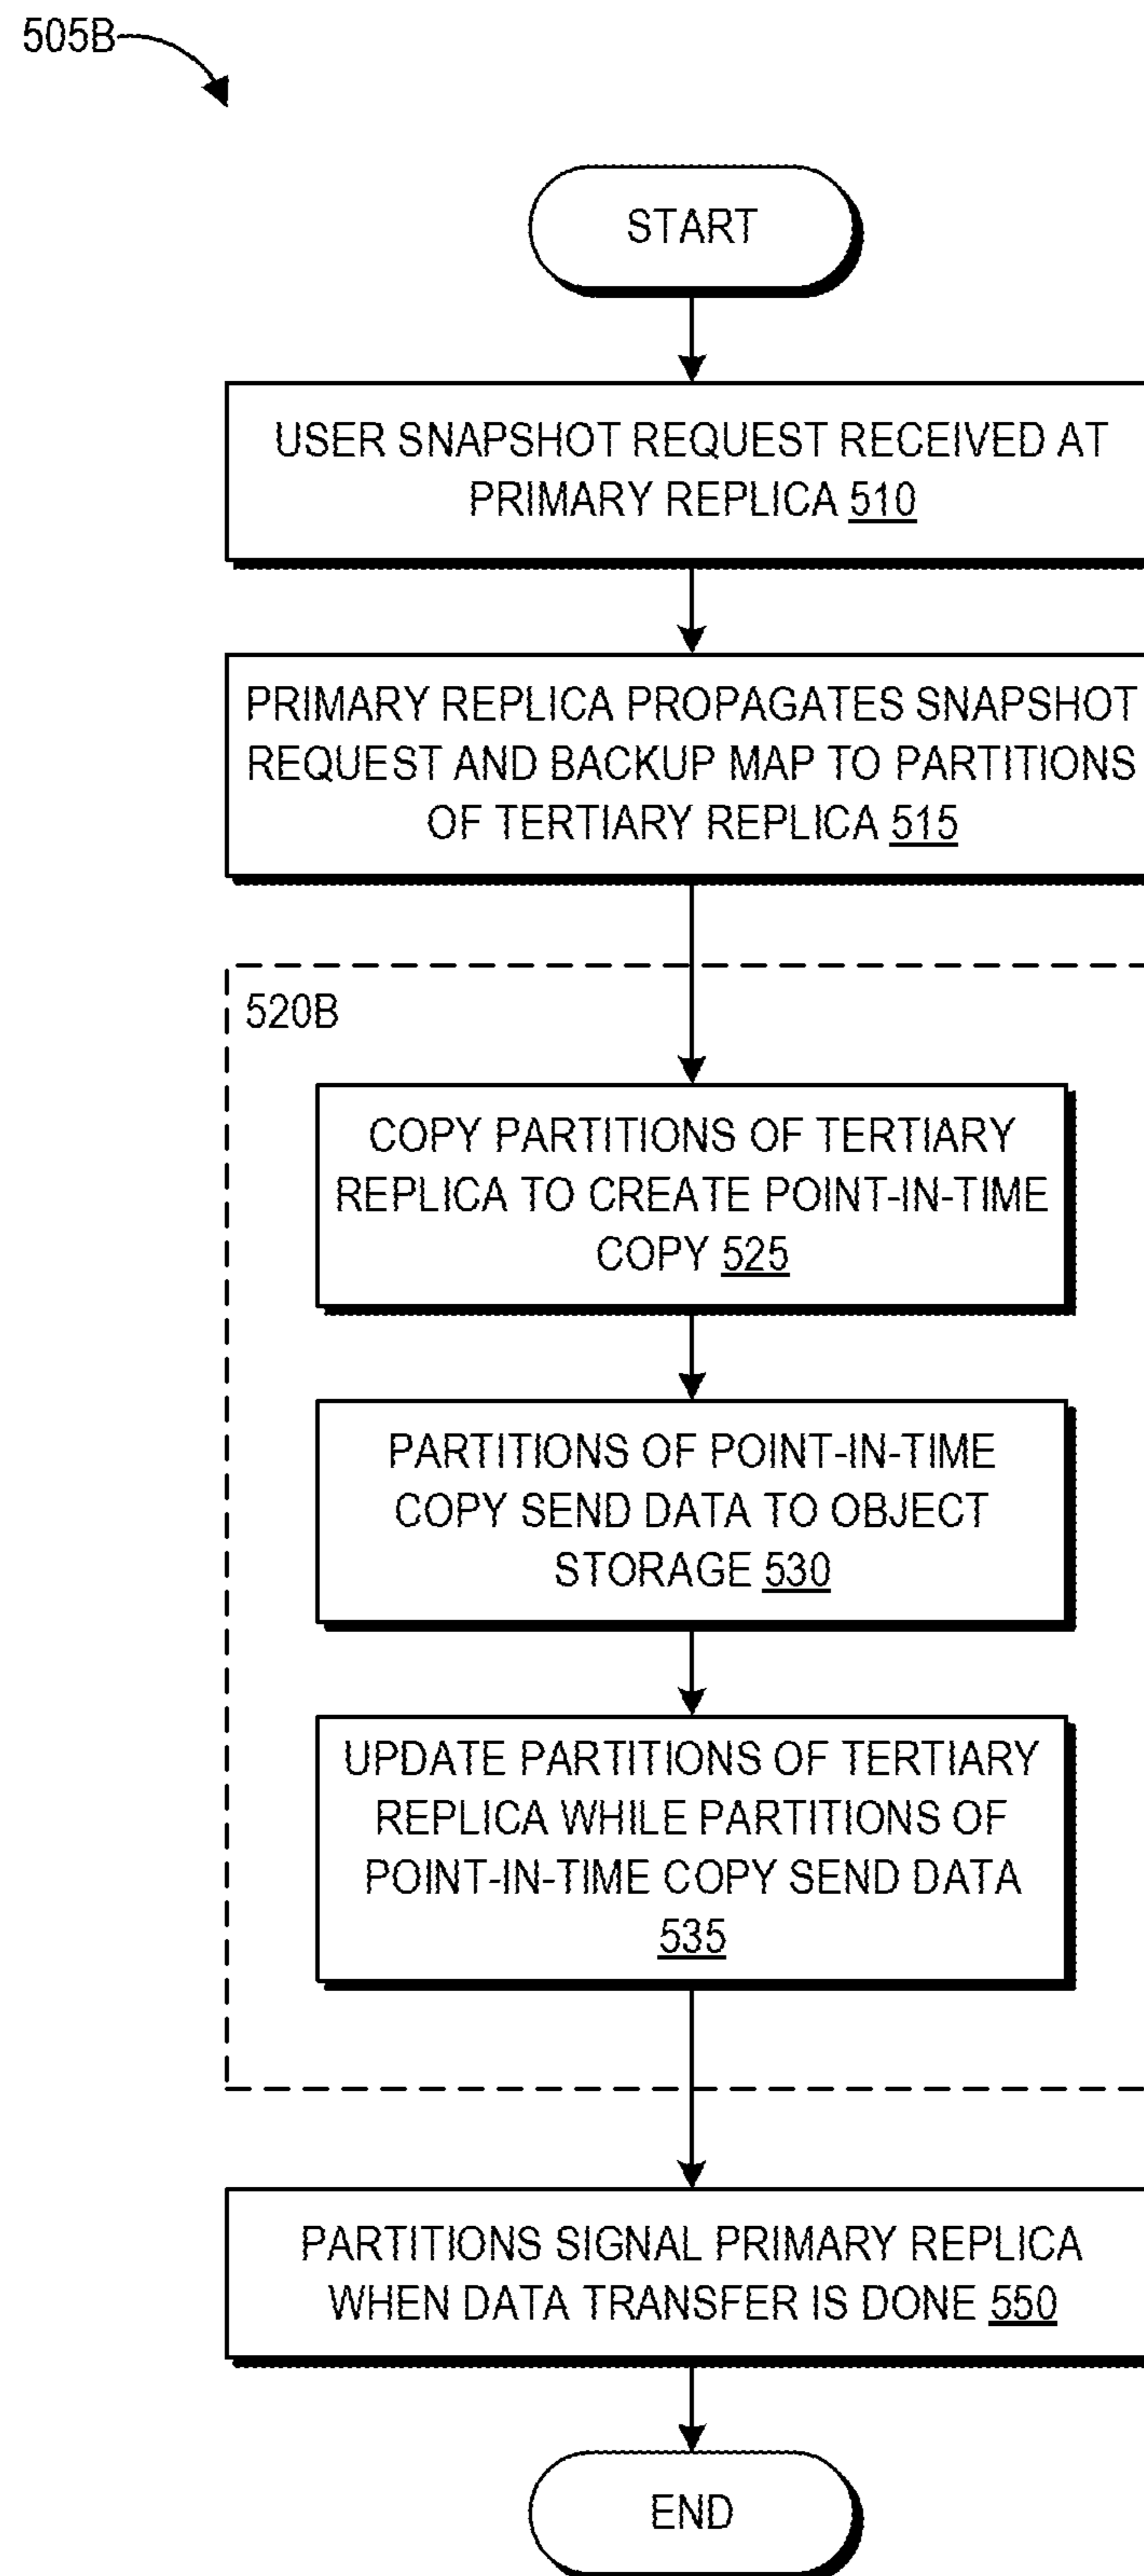 505B
START
USER SNAPSHOT REQUEST RECEIVED AT
PRIMARY REPLICA 510
PRIMARY REPLICA PROPAGATES SNAPSHOT
REQUEST AND BACKUP MAP TO PARTITIONS
OF TERTIARY REPLICA 515
520B
COPY PARTITIONS OF TERTIARY
REPLICA TO CREATE POINT-IN-TIME
COPY 525
PARTITIONS OF POINT-IN-TIME
COPY SEND DATA TO OBJECT
STORAGE 530
UPDATE PARTITIONS OF TERTIARY
REPLICA WHILE PARTITIONS OF
POINT-IN-TIME COPY SEND DATA
535
PARTITIONS SIGNAL PRIMARY REPLICA
WHEN DATA TRANSFER IS DONE 550
END